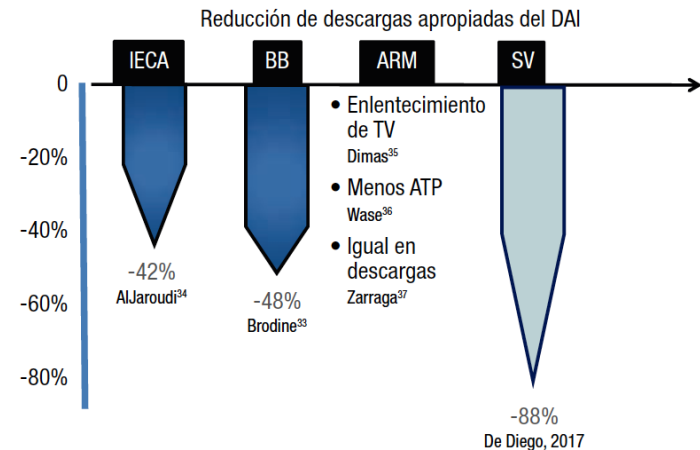 Reducción de descargas apropiadas del DAI
IECA
BB
ARM
SV
0
-20%
-40%
-60%
-80%
-42%
AlJaroudi³⁴
-48%
Brodine³³
• Enlentecimiento
de TV
Dimas³⁵
• Menos ATP
Wase³⁶
• Igual en
descargas
Zarraga³⁷
-88%
De Diego, 2017